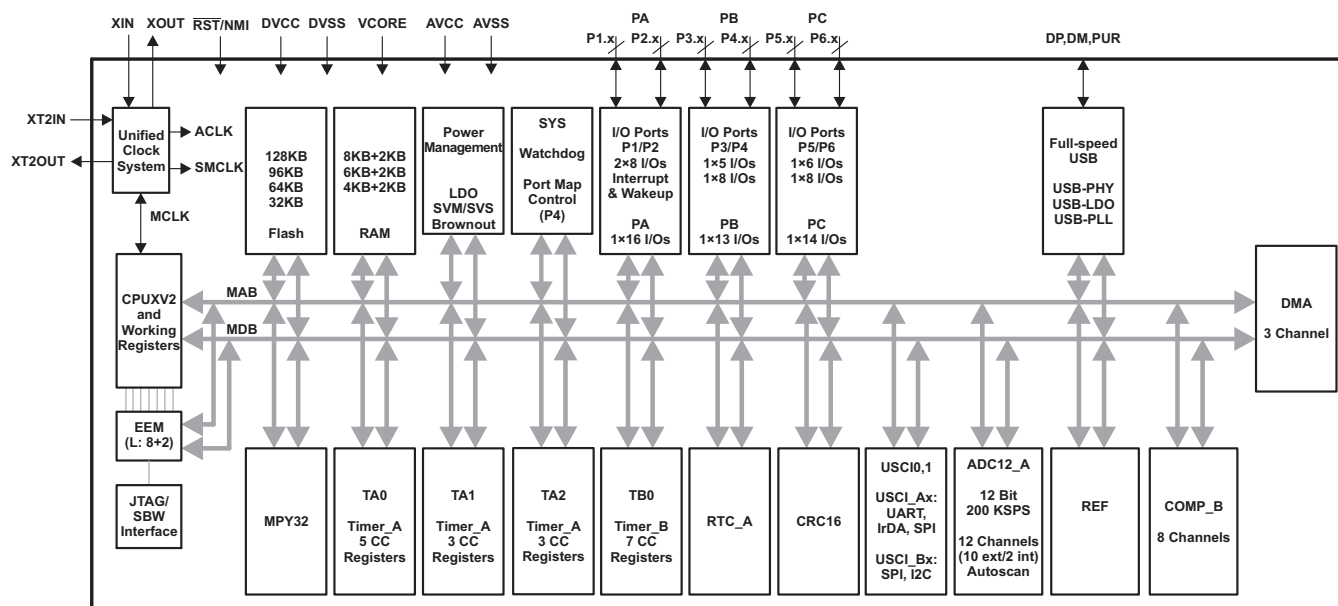 XIN
XOUT
RST/NMI
DVCC
DVSS
VCORE
AVCC
AVSS
PA
P1.x
P2.x
PB
P3.x
P4.x
PC
P5.x
P6.x
DP,DM,PUR
XT2IN
XT2OUT
Unified
Clock
System
ACLK
SMCLK
MCLK
128KB
96KB
64KB
32KB
Flash
8KB+2KB
6KB+2KB
4KB+2KB
RAM
Power
Management
LDO
SVM/SVS
Brownout
SYS
Watchdog
Port Map
Control
(P4)
I/O Ports
P1/P2
2×8 I/Os
Interrupt
& Wakeup
PA
1×16 I/Os
I/O Ports
P3/P4
1×5 I/Os
1×8 I/Os
PB
1×13 I/Os
I/O Ports
P5/P6
1×6 I/Os
1×8 I/Os
PC
1×14 I/Os
Full-speed
USB
USB-PHY
USB-LDO
USB-PLL
CPUXV2
and
Working
Registers
MAB
MDB
DMA
3 Channel
EEM
(L: 8+2)
JTAG/
SBW
Interface
MPY32
TA0
Timer_A
5 CC
Registers
TA1
Timer_A
3 CC
Registers
TA2
Timer_A
3 CC
Registers
TB0
Timer_B
7 CC
Registers
RTC_A
CRC16
USCI0,1
USCI_Ax:
UART,
IrDA, SPI
USCI_Bx:
SPI, I2C
ADC12_A
12 Bit
200 KSPS
12 Channels
(10 ext/2 int)
Autoscan
REF
COMP_B
8 Channels